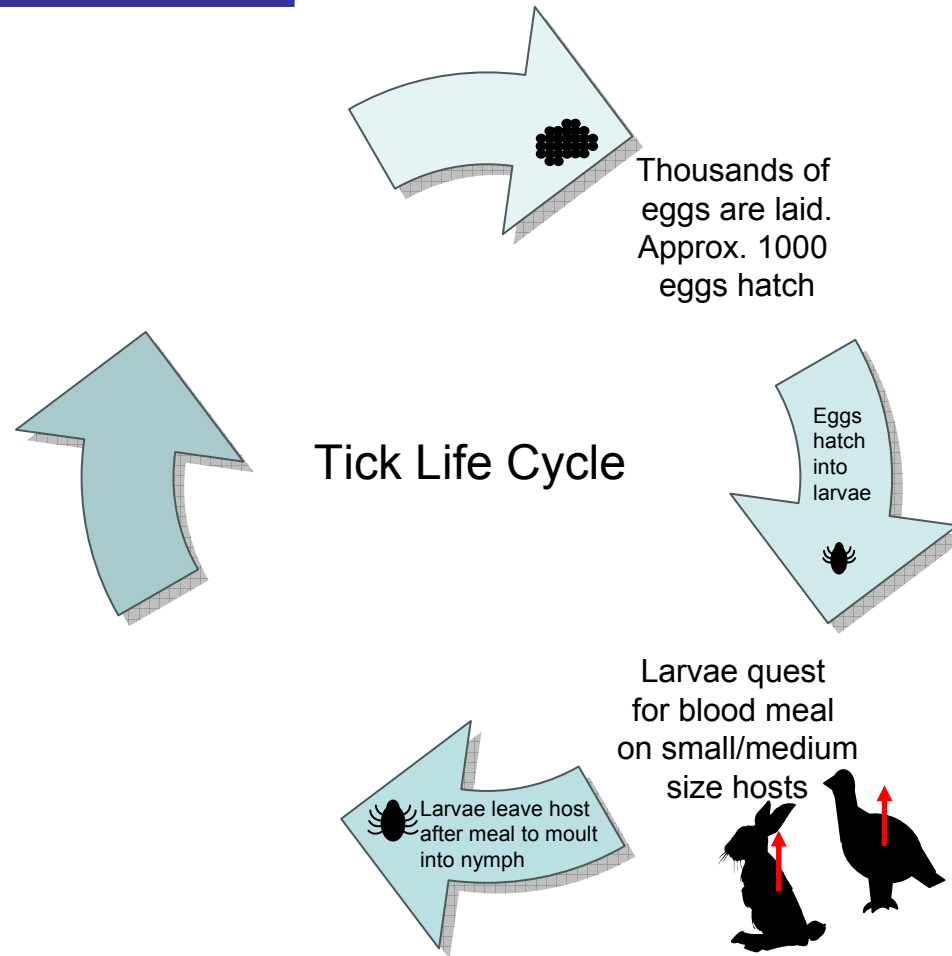 Thousands of
eggs are laid.
Approx. 1000
eggs hatch
Eggs
hatch
into
larvae
Tick Life Cycle
Larvae quest
for blood meal
on small/medium
size hosts
Larvae leave host
after meal to moult
into nymph